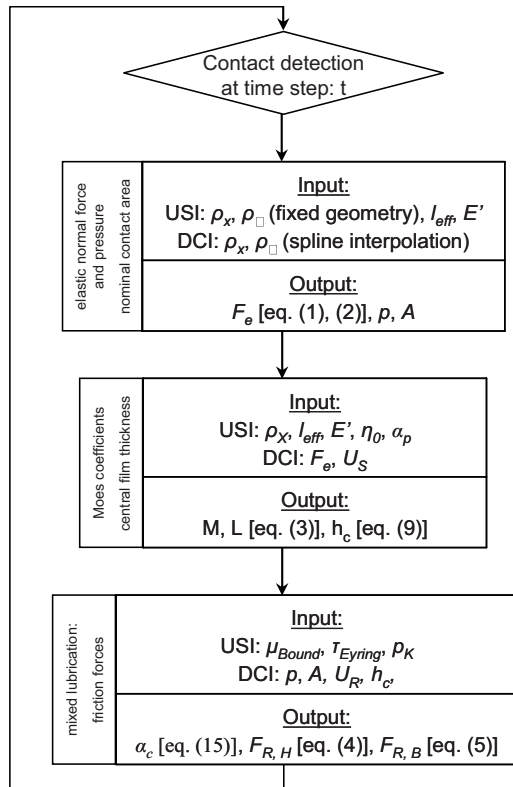 Contact detection
at time step: t
elastic normal force
and pressure
nominal contact area
Input:
USI: ρx, ρ□ (fixed geometry), leff, E'
DCI: ρx, ρ□ (spline interpolation)
Output:
Fe [eq. (1), (2)], p, A
Moes coefficients
central film thickness
Input:
USI: ρX, leff, E', η0, αp
DCI: Fe, US
Output:
M, L [eq. (3)], hc [eq. (9)]
mixed lubrication:
friction forces
Input:
USI: μBound, τEyring, pK
DCI: p, A, UR, hc,
Output:
αc [eq. (15)], FR, H [eq. (4)], FR, B [eq. (5)]